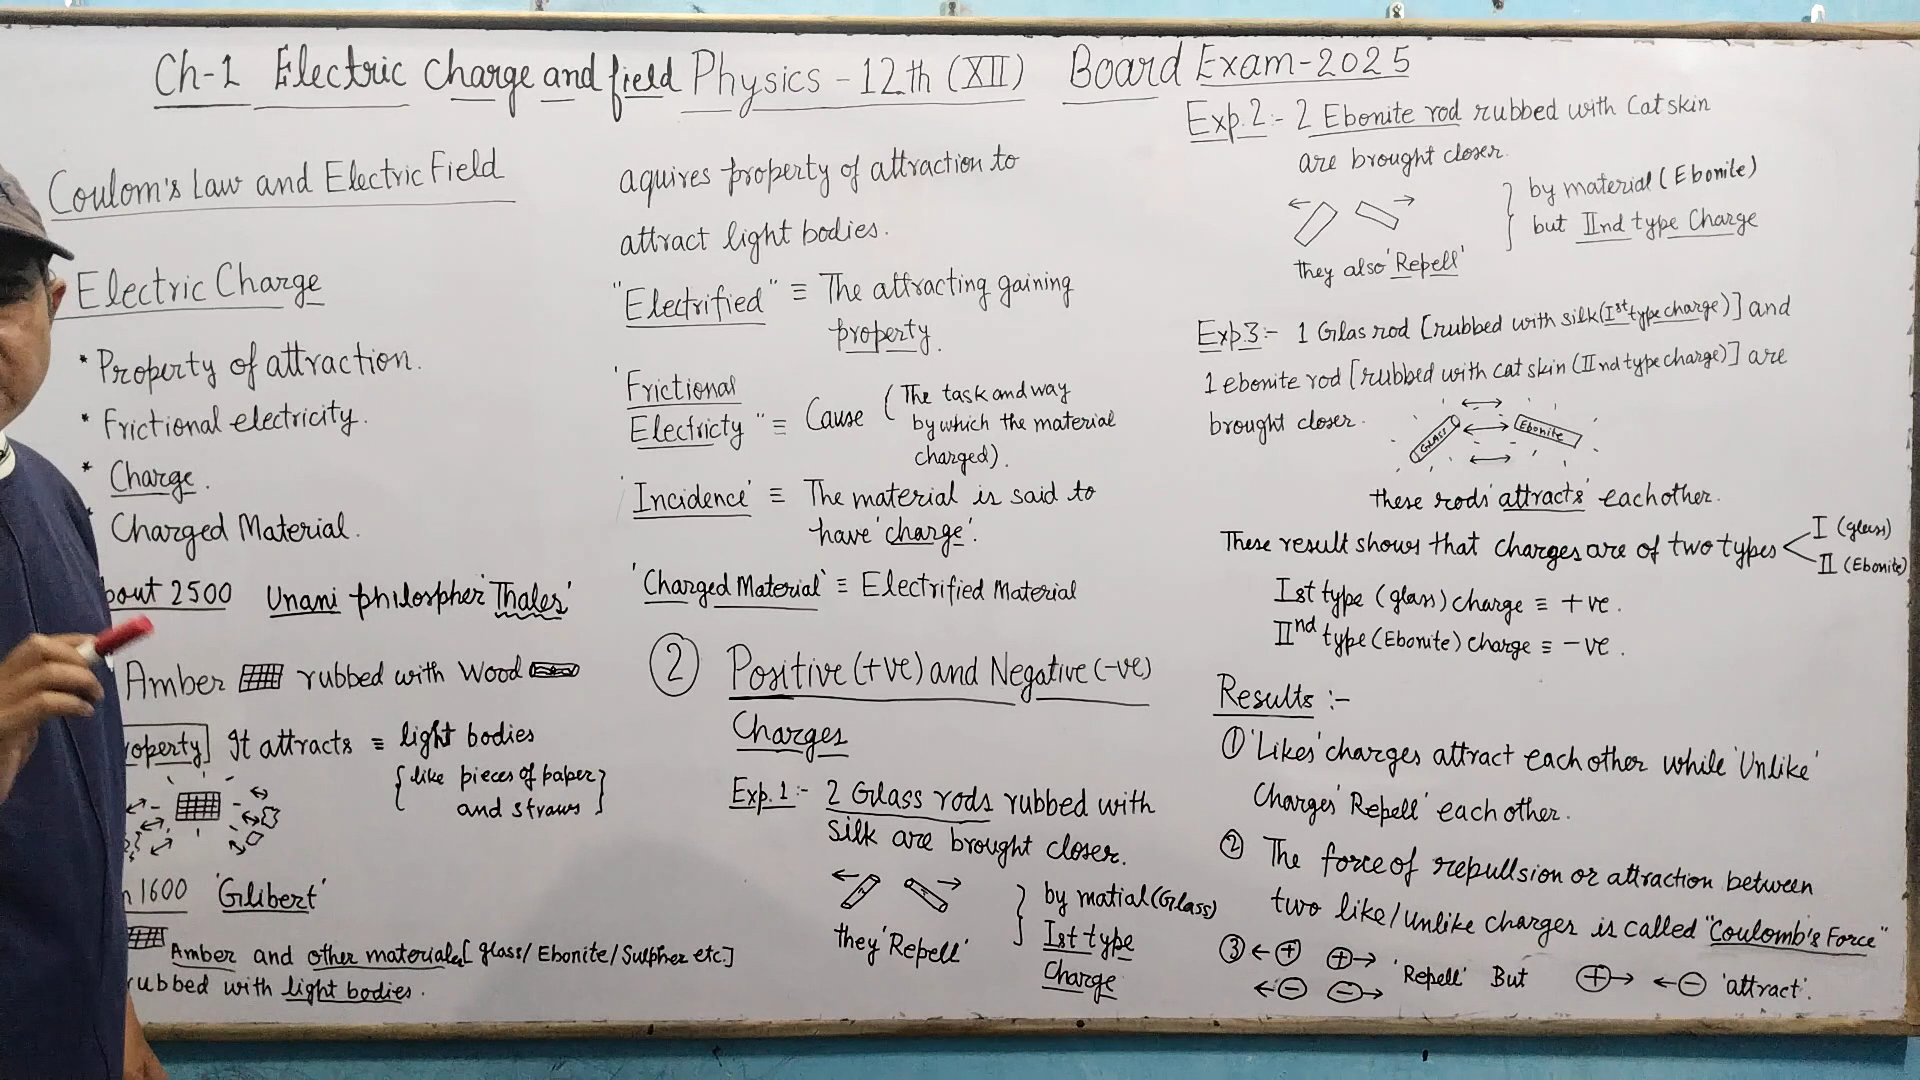 Ch-1 Electric Charge and field Physics - 12th (XII) Board Exam-2025
Coulom's Law and Electric Field
Electric Charge
* Property of attraction.
* Frictional electricity.
* Charge.
Charged Material.
bout 2500 Unani philospher 'Thales'
Amber rubbed with Wood
operty] It attracts ≡ light bodies
{like pieces of paper}
and straws
1600 'Gilibert'
Amber and other material [glass/Ebonite/Sulpher etc.]
rubbed with light bodies.
aquires property of attraction to
attract light bodies.
"Electrified" ≡ The attracting gaining
property.
'Frictional
Electricty" ≡ Cause (The task and way
by which the material
charged).
'Incidence' ≡ The material is said to
have 'charge'.
'Charged Material' ≡ Electrified Material
② Positive (+ve) and Negative (-ve)
Charges
Exp.1:- 2 Glass rods rubbed with
silk are brought closer.
they 'Repell'
} by matial (Glass)
Ist type
Charge
Exp.2:- 2 Ebonite rod rubbed with Cat skin
are brought closer.
they also 'Repell'
} by material (Ebonite)
but IInd type Charge
Exp.3:- 1 Glas rod [rubbed with silk (Ist type charge)] and
1 ebonite rod [rubbed with cat skin (IInd type charge)] are
brought closer.
GLASS Ebonite
these rods 'attracts' eachother.
These result shows that charges are of two types < I (glass)
II (Ebonite)
Ist type (glass) charge ≡ +ve.
IInd type (Ebonite) charge ≡ -ve.
Results :-
① 'Likes' charges attract each other while 'Unlike'
Charges 'Repell' each other.
② The force of repullsion or attraction between
two like/unlike charges is called "Coulomb's Force"
③ ←⊕ ⊕→ 'Repell' But ⊕→ ←⊖ 'attract'.
←⊖ ⊖→